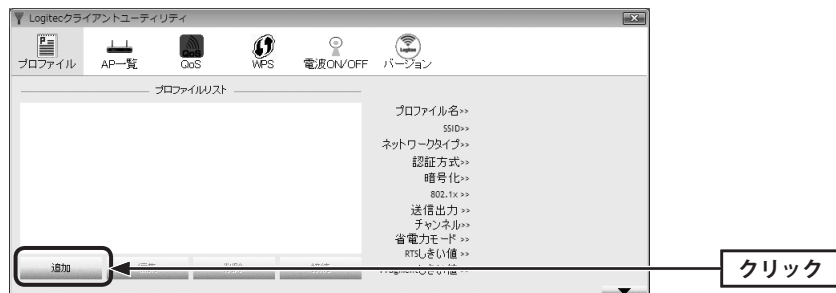 Logitecクライアントユーティリティ
プロファイル AP一覧 QoS WPS 電波ON/OFF バージョン
プロファイルリスト
プロファイル名>>
SSID>>
ネットワークタイプ>>
認証方式>>
暗号化>>
802.1x >>
送信出力 >>
チャンネル>>
省電力モード >>
RTSしきい値 >>
追加
クリック